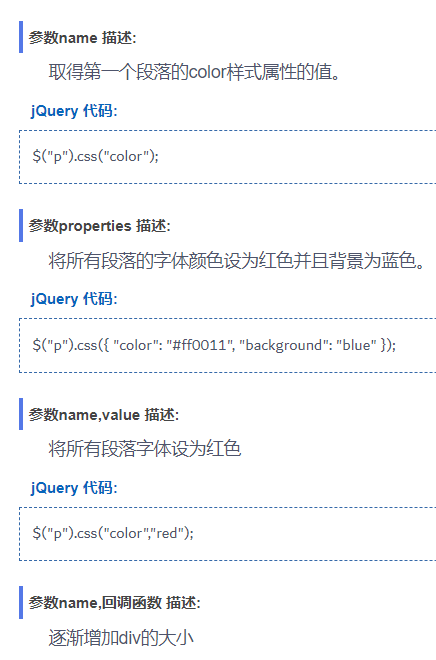 参数name 描述:
取得第一个段落的color样式属性的值。
jQuery 代码:
$("p").css("color");
参数properties 描述:
将所有段落的字体颜色设为红色并且背景为蓝色。
jQuery 代码:
$("p").css({ "color": "#ff0011", "background": "blue" });
参数name,value 描述:
将所有段落字体设为红色
jQuery 代码:
$("p").css("color","red");
参数name,回调函数 描述:
逐渐增加div的大小